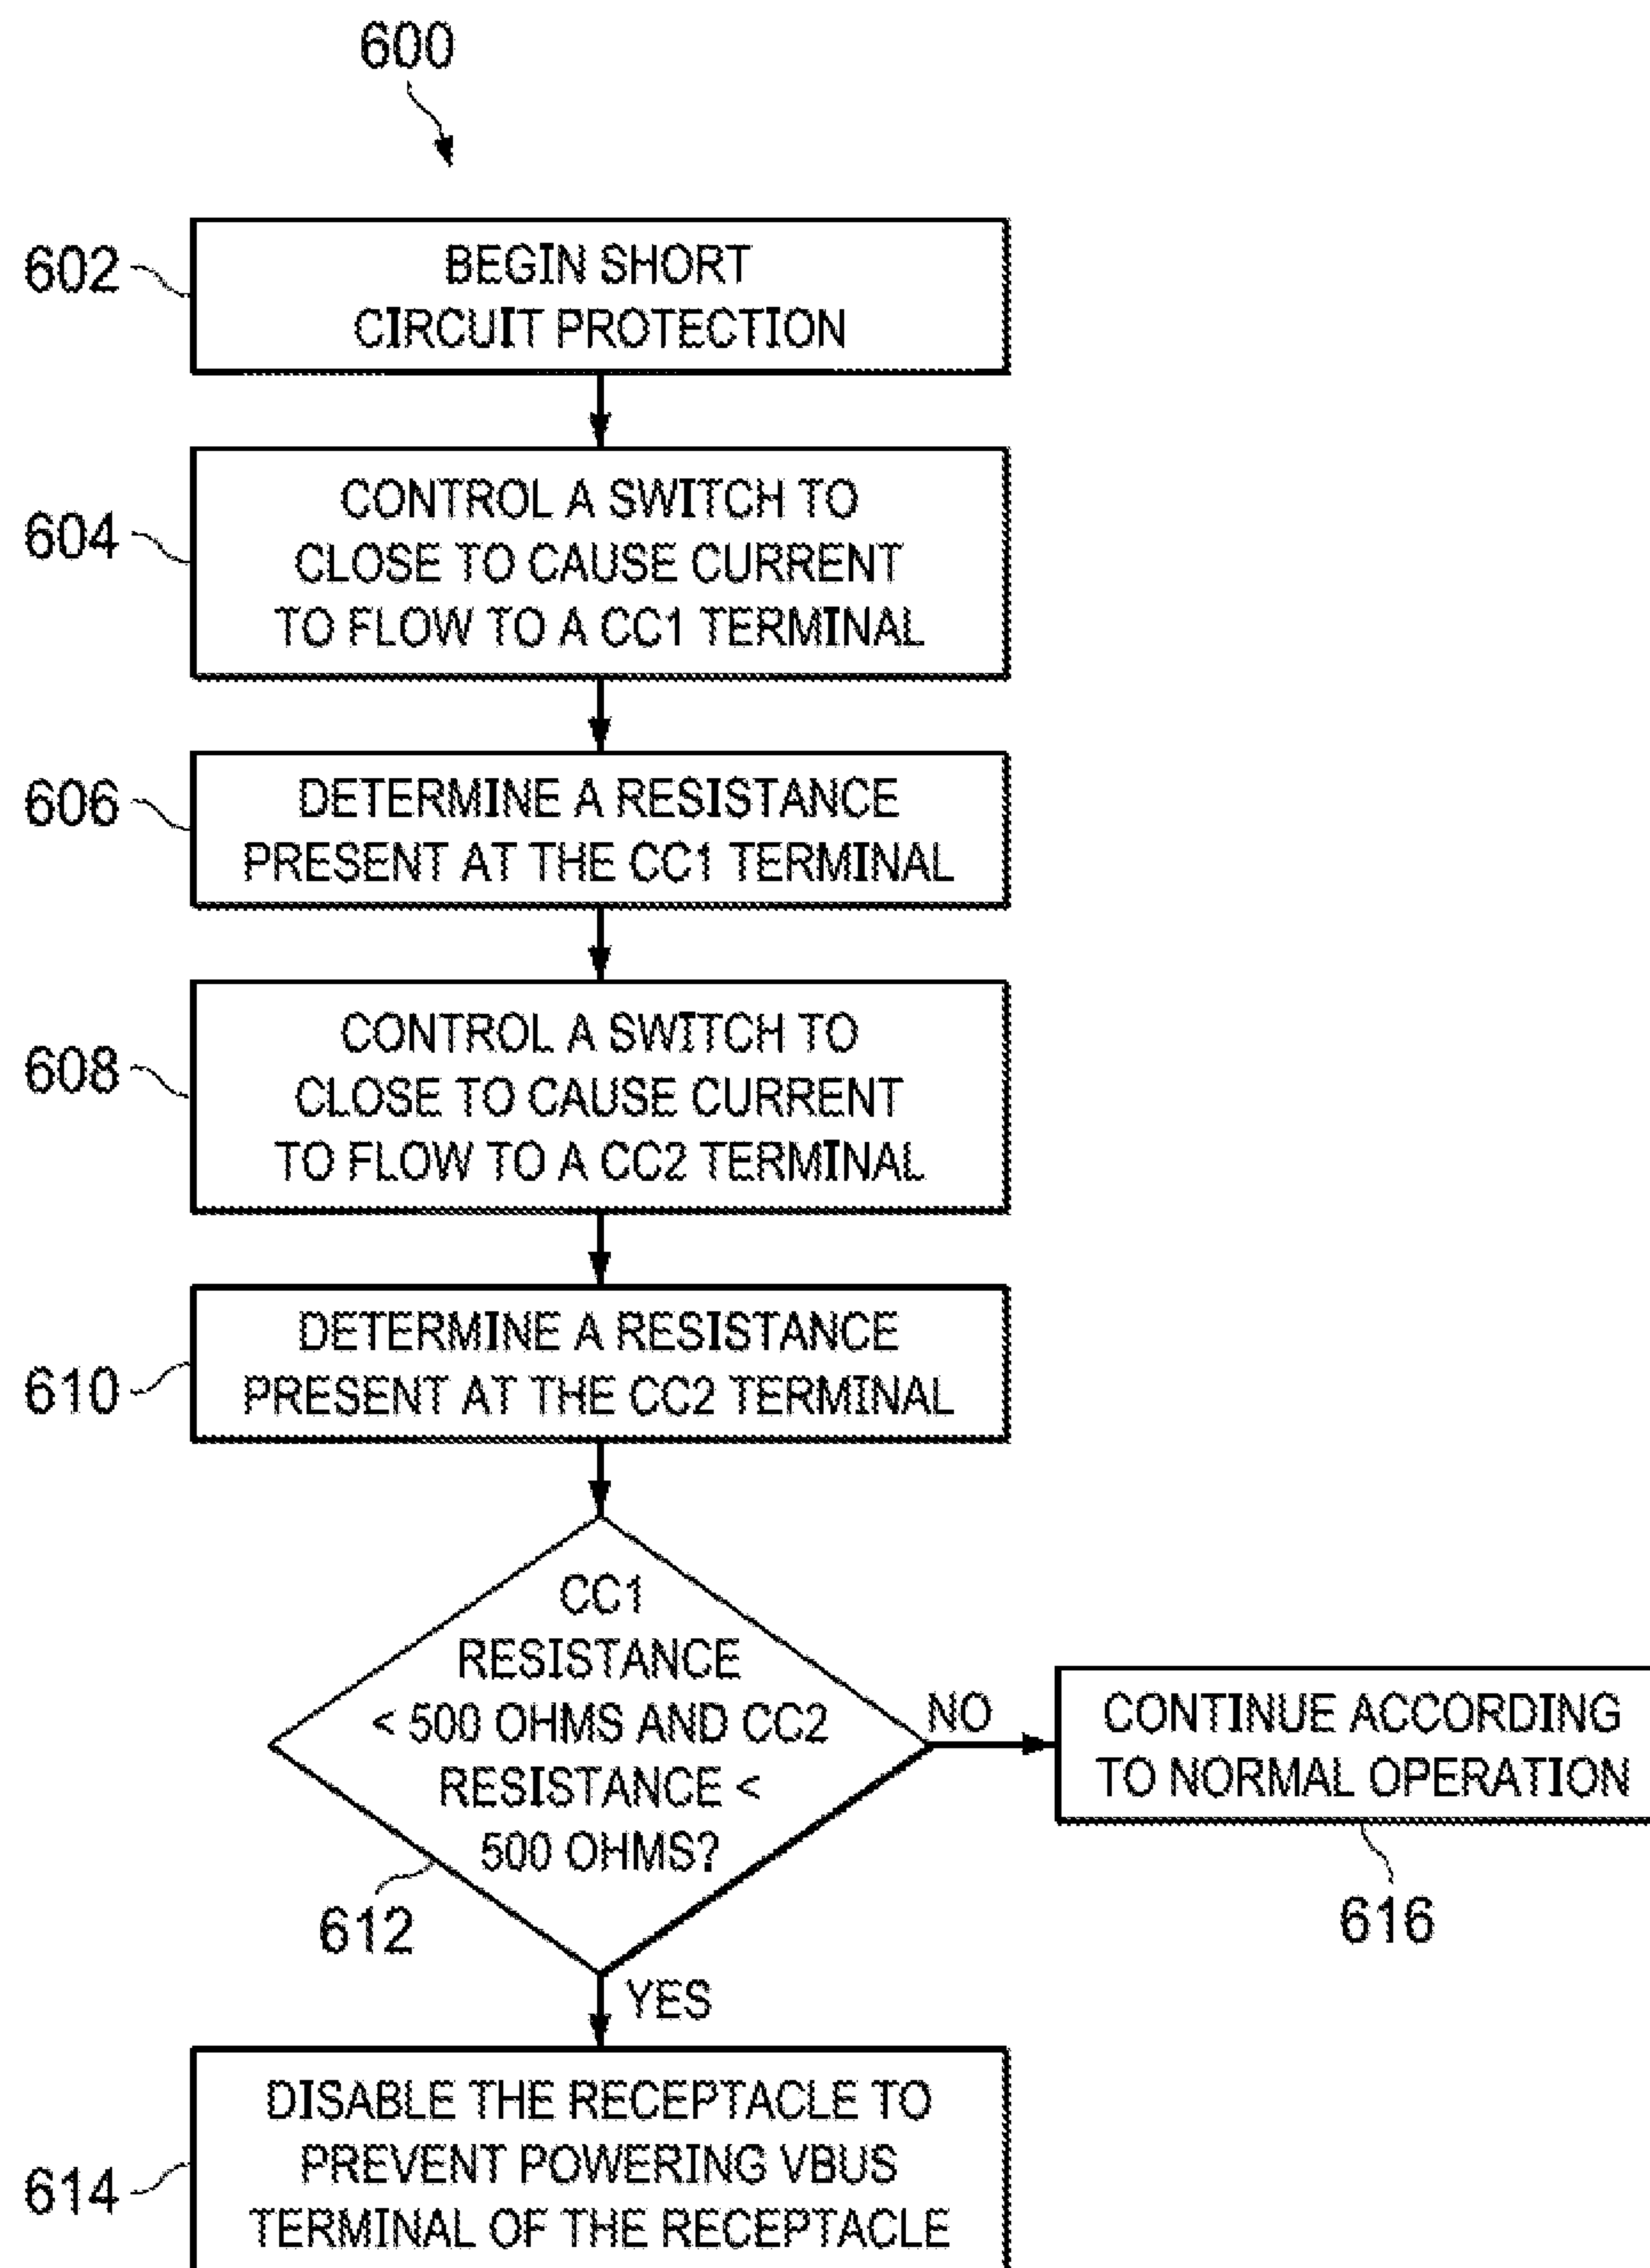 600
602
BEGIN SHORT
CIRCUIT PROTECTION
604
CONTROL A SWITCH TO
CLOSE TO CAUSE CURRENT
TO FLOW TO A CC1 TERMINAL
606
DETERMINE A RESISTANCE
PRESENT AT THE CC1 TERMINAL
608
CONTROL A SWITCH TO
CLOSE TO CAUSE CURRENT
TO FLOW TO A CC2 TERMINAL
610
DETERMINE A RESISTANCE
PRESENT AT THE CC2 TERMINAL
CC1
RESISTANCE
< 500 OHMS AND CC2
RESISTANCE <
500 OHMS?
612
NO
CONTINUE ACCORDING
TO NORMAL OPERATION
616
YES
614
DISABLE THE RECEPTACLE TO
PREVENT POWERING VBUS
TERMINAL OF THE RECEPTACLE